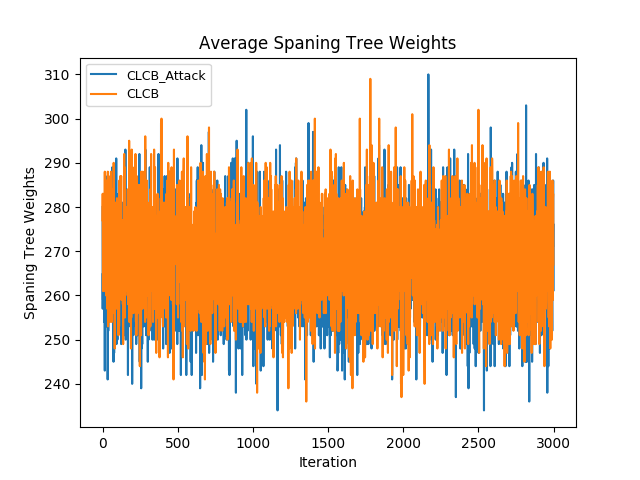 Average Spaning Tree Weights
CLCB_Attack
CLCB
Spaning Tree Weights
310
300
290
280
270
260
250
240
0 500 1000 1500 2000 2500 3000
Iteration